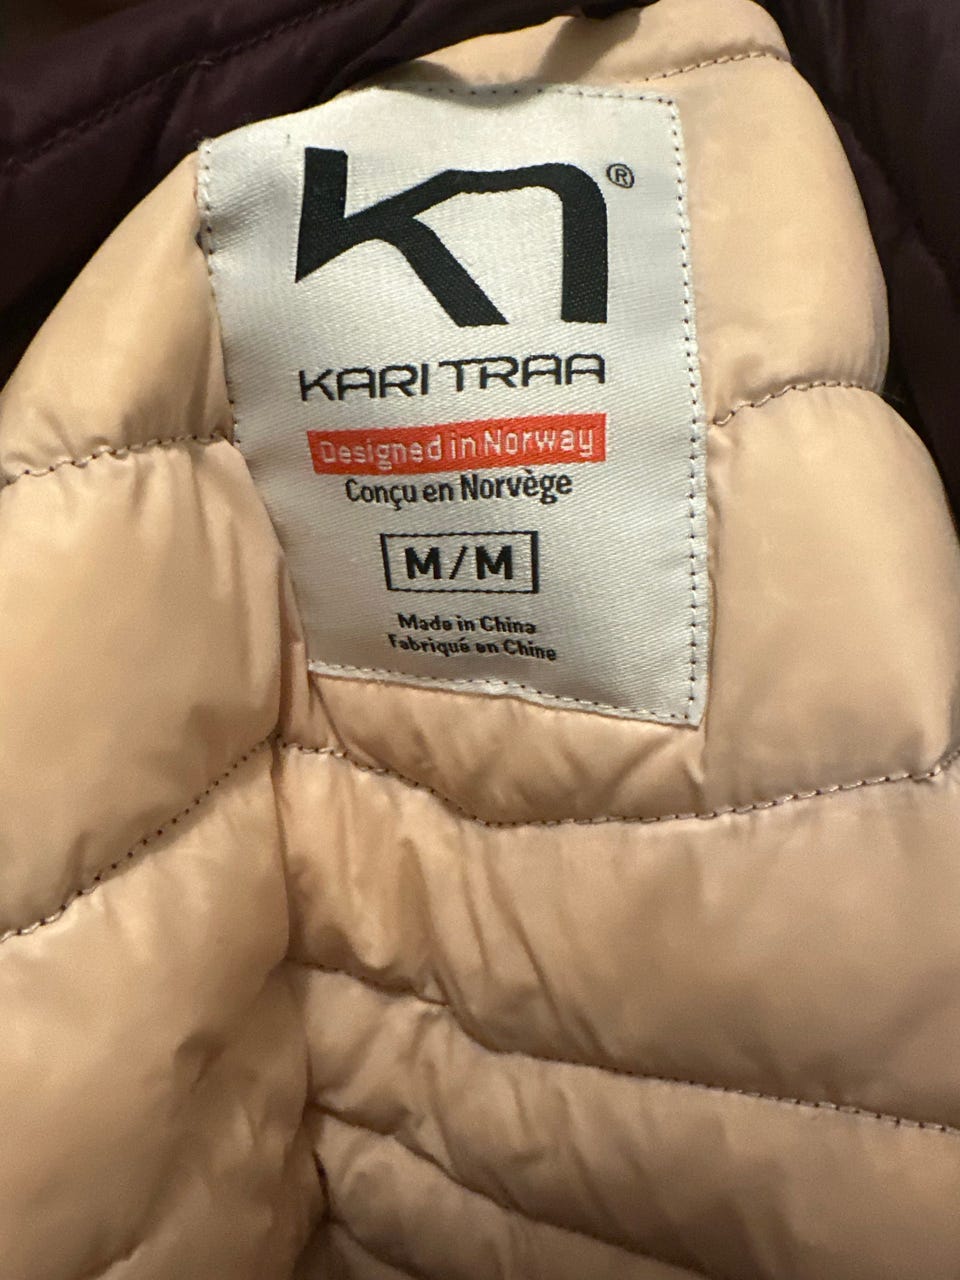 ®
KARI TRAA
Designed in Norway
Conçu en Norvège
M/M
Made in China
Fabriqué en Chine